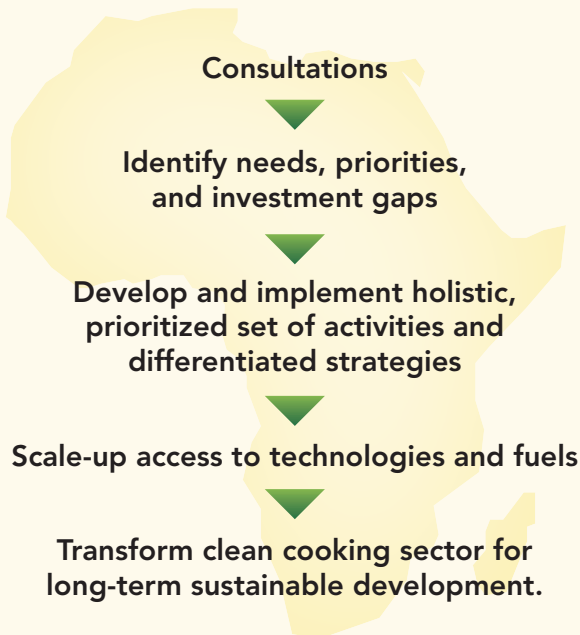 Consultations
Identify needs, priorities,
and investment gaps
Develop and implement holistic,
prioritized set of activities and
differentiated strategies
Scale-up access to technologies and fuels
Transform clean cooking sector for
long-term sustainable development.